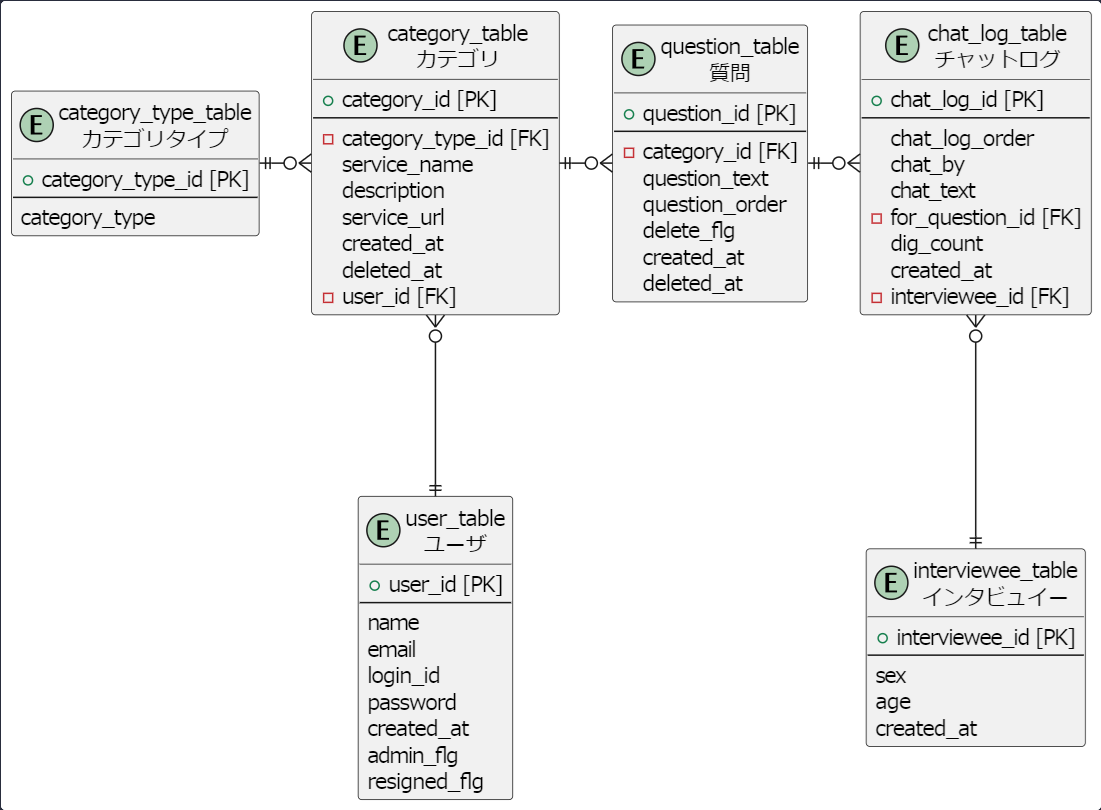 E
category_type_table
カテゴリタイプ
category_type_id [PK]
category_type
E
category_table
カテゴリ
category_id [PK]
category_type_id [FK]
service_name
description
service_url
created_at
deleted_at
user_id [FK]
E
question_table
質問
question_id [PK]
category_id [FK]
question_text
question_order
delete_flg
created_at
deleted_at
E
chat_log_table
チャットログ
chat_log_id [PK]
chat_log_order
chat_by
chat_text
for_question_id [FK]
dig_count
created_at
interviewee_id [FK]
E
user_table
ユーザ
user_id [PK]
name
email
login_id
password
created_at
admin_flg
resigned_flg
E
interviewee_table
インタビュイー
interviewee_id [PK]
sex
age
created_at